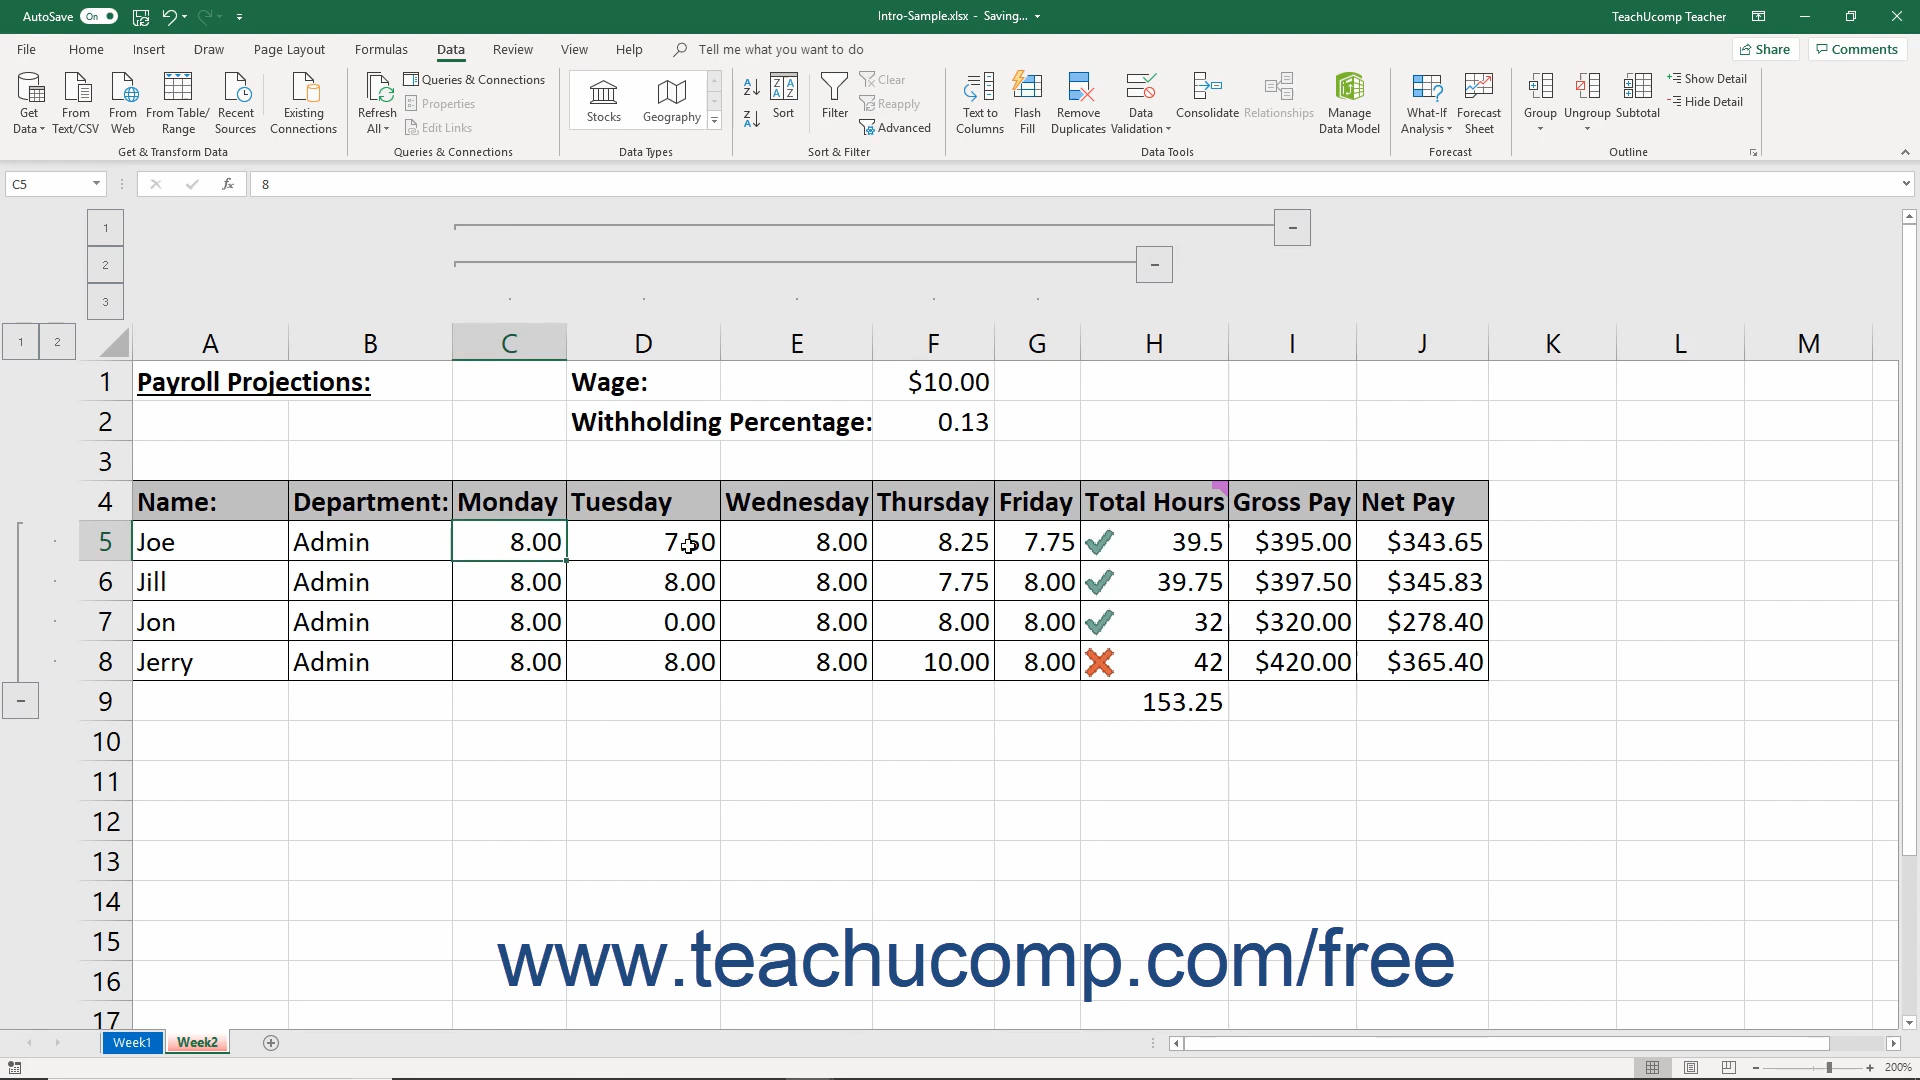 AutoSave On Intro-Sample.xlsx - Saving... TeachUcomp Teacher
File Home Insert Draw Page Layout Formulas Data Review View Help Tell me what you want to do Share Comments
Get Data From Text/CSV From Web From Table/Range Recent Sources Existing Connections
Get & Transform Data
Refresh All Queries & Connections Properties Edit Links
Queries & Connections
Stocks Geography
Data Types
Sort Filter Clear Reapply Advanced
Sort & Filter
Text to Columns Flash Fill Remove Duplicates Data Validation Consolidate Relationships Manage Data Model
Data Tools
What-If Analysis Forecast Sheet
Forecast
Group Ungroup Subtotal Show Detail Hide Detail
Outline
C5 fx 8
1
2
3
1 2 A B C D E F G H I J K L M
1 Payroll Projections: Wage: $10.00
2 Withholding Percentage: 0.13
3
4 Name: Department: Monday Tuesday Wednesday Thursday Friday Total Hours Gross Pay Net Pay
5 Joe Admin 8.00 7.50 8.00 8.25 7.75 39.5 $395.00 $343.65
6 Jill Admin 8.00 8.00 8.00 7.75 8.00 39.75 $397.50 $345.83
7 Jon Admin 8.00 0.00 8.00 8.00 8.00 32 $320.00 $278.40
8 Jerry Admin 8.00 8.00 8.00 10.00 8.00 42 $420.00 $365.40
9 153.25
10
11
12
13
14
15
www.teachucomp.com/free
16
17
Week1 Week2
200%